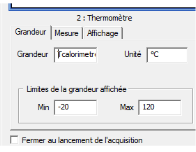 2 : Thermomètre
Grandeur Mesure Affichage
Grandeur Tcalorimetre Unité °C
Limites de la grandeur affichée
Min -20 Max 120
Fermer au lancement de l'acquisition